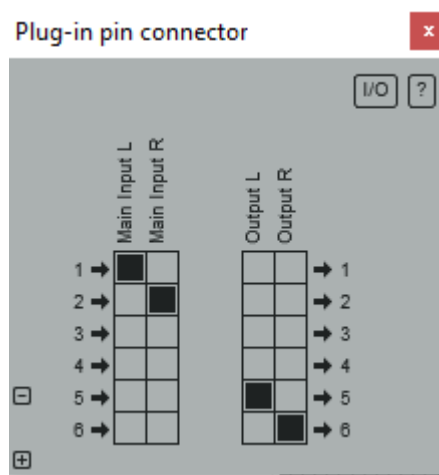 Plug-in pin connector
x
I/O ?
Main Input L
Main Input R
Output L
Output R
1 1
2 2
3 3
4 4
5 5
6 6